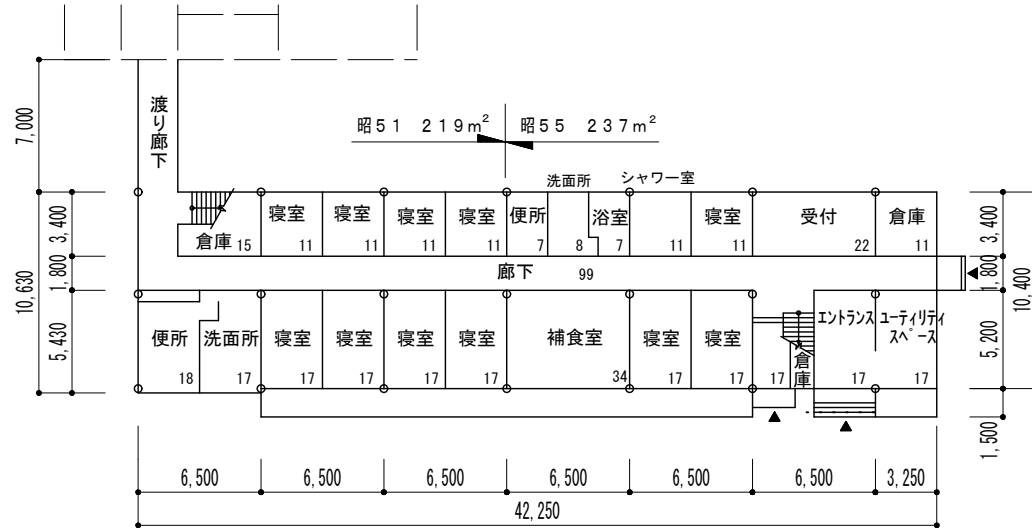 渡り廊下
昭51 219m²
昭55 237m²
洗面所
シャワー室
寝室
寝室
寝室
寝室
便所
浴室
寝室
受付
倉庫
倉庫
15
11
11
11
11
7
8
7
11
11
22
11
廊下
99
便所
洗面所
寝室
寝室
寝室
寝室
補食室
寝室
寝室
倉庫
エントランス
ユーティリティ
スペース
18
17
17
17
17
17
34
17
17
17
17
17
7,000
3,400
1,800
5,430
10,630
3,400
1,800
5,200
10,400
1,500
6,500
6,500
6,500
6,500
6,500
6,500
3,250
42,250